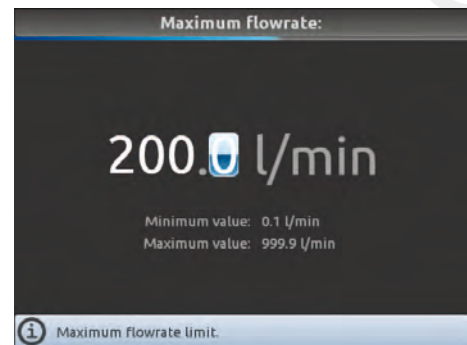 Maximum flowrate:
200.0 l/min
Minimum value: 0.1 l/min
Maximum value: 999.9 l/min
i Maximum flowrate limit.